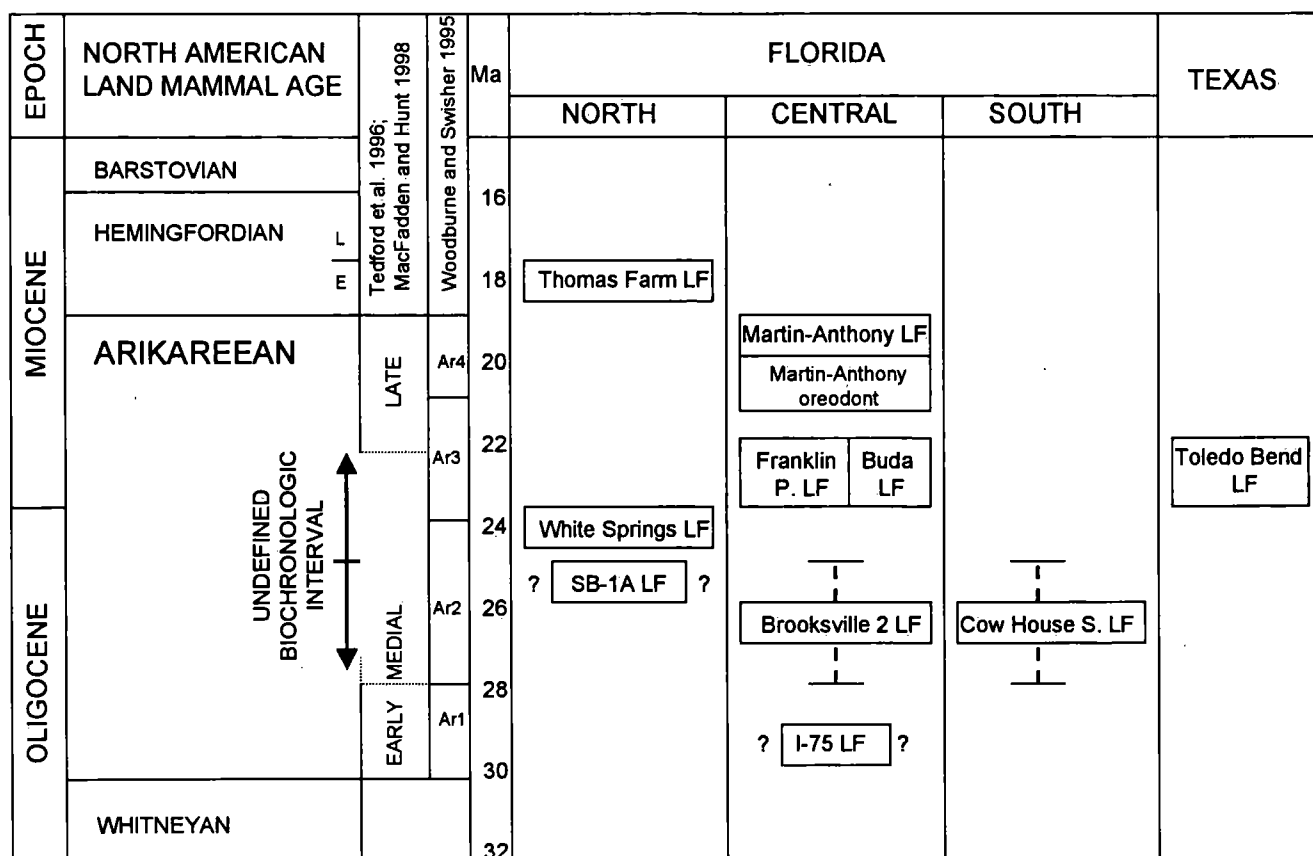 EPOCH
NORTH AMERICAN
LAND MAMMAL AGE
Tedford et al. 1996;
MacFadden and Hunt 1998
Woodburne and Swisher 1995
Ma
FLORIDA
NORTH
CENTRAL
SOUTH
TEXAS
MIOCENE
OLIGOCENE
BARSTOVIAN
HEMINGFORDIAN
L
E
ARIKAREEAN
UNDEFINED
BIOCHRONOLOGIC
INTERVAL
WHITNEYAN
LATE
MEDIAL
EARLY
Ar4
Ar3
Ar2
Ar1
16
18
20
22
24
26
28
30
32
Thomas Farm LF
White Springs LF
? SB-1A LF ?
Martin-Anthony LF
Martin-Anthony
oreodont
Franklin
P. LF
Buda
LF
Brooksville 2 LF
? I-75 LF ?
Cow House S. LF
Toledo Bend
LF